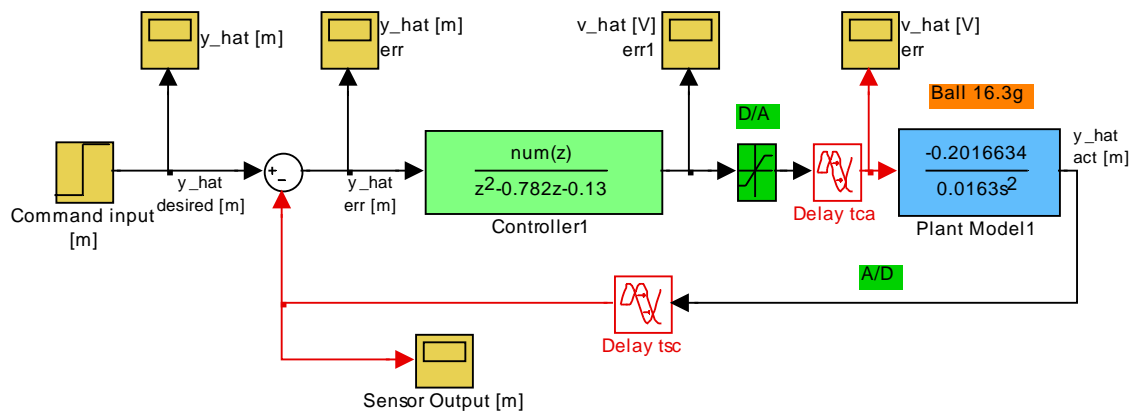 y_hat [m]
y_hat [m]
err
v_hat [V]
err1
v_hat [V]
err
Ball 16.3g
D/A
Command input
[m]
y_hat
desired [m]
+
−
y_hat
err [m]
num(z)
z²-0.782z-0.13
Controller1
Delay tca
-0.2016634
0.0163s²
Plant Model1
y_hat
act [m]
A/D
Delay tsc
Sensor Output [m]